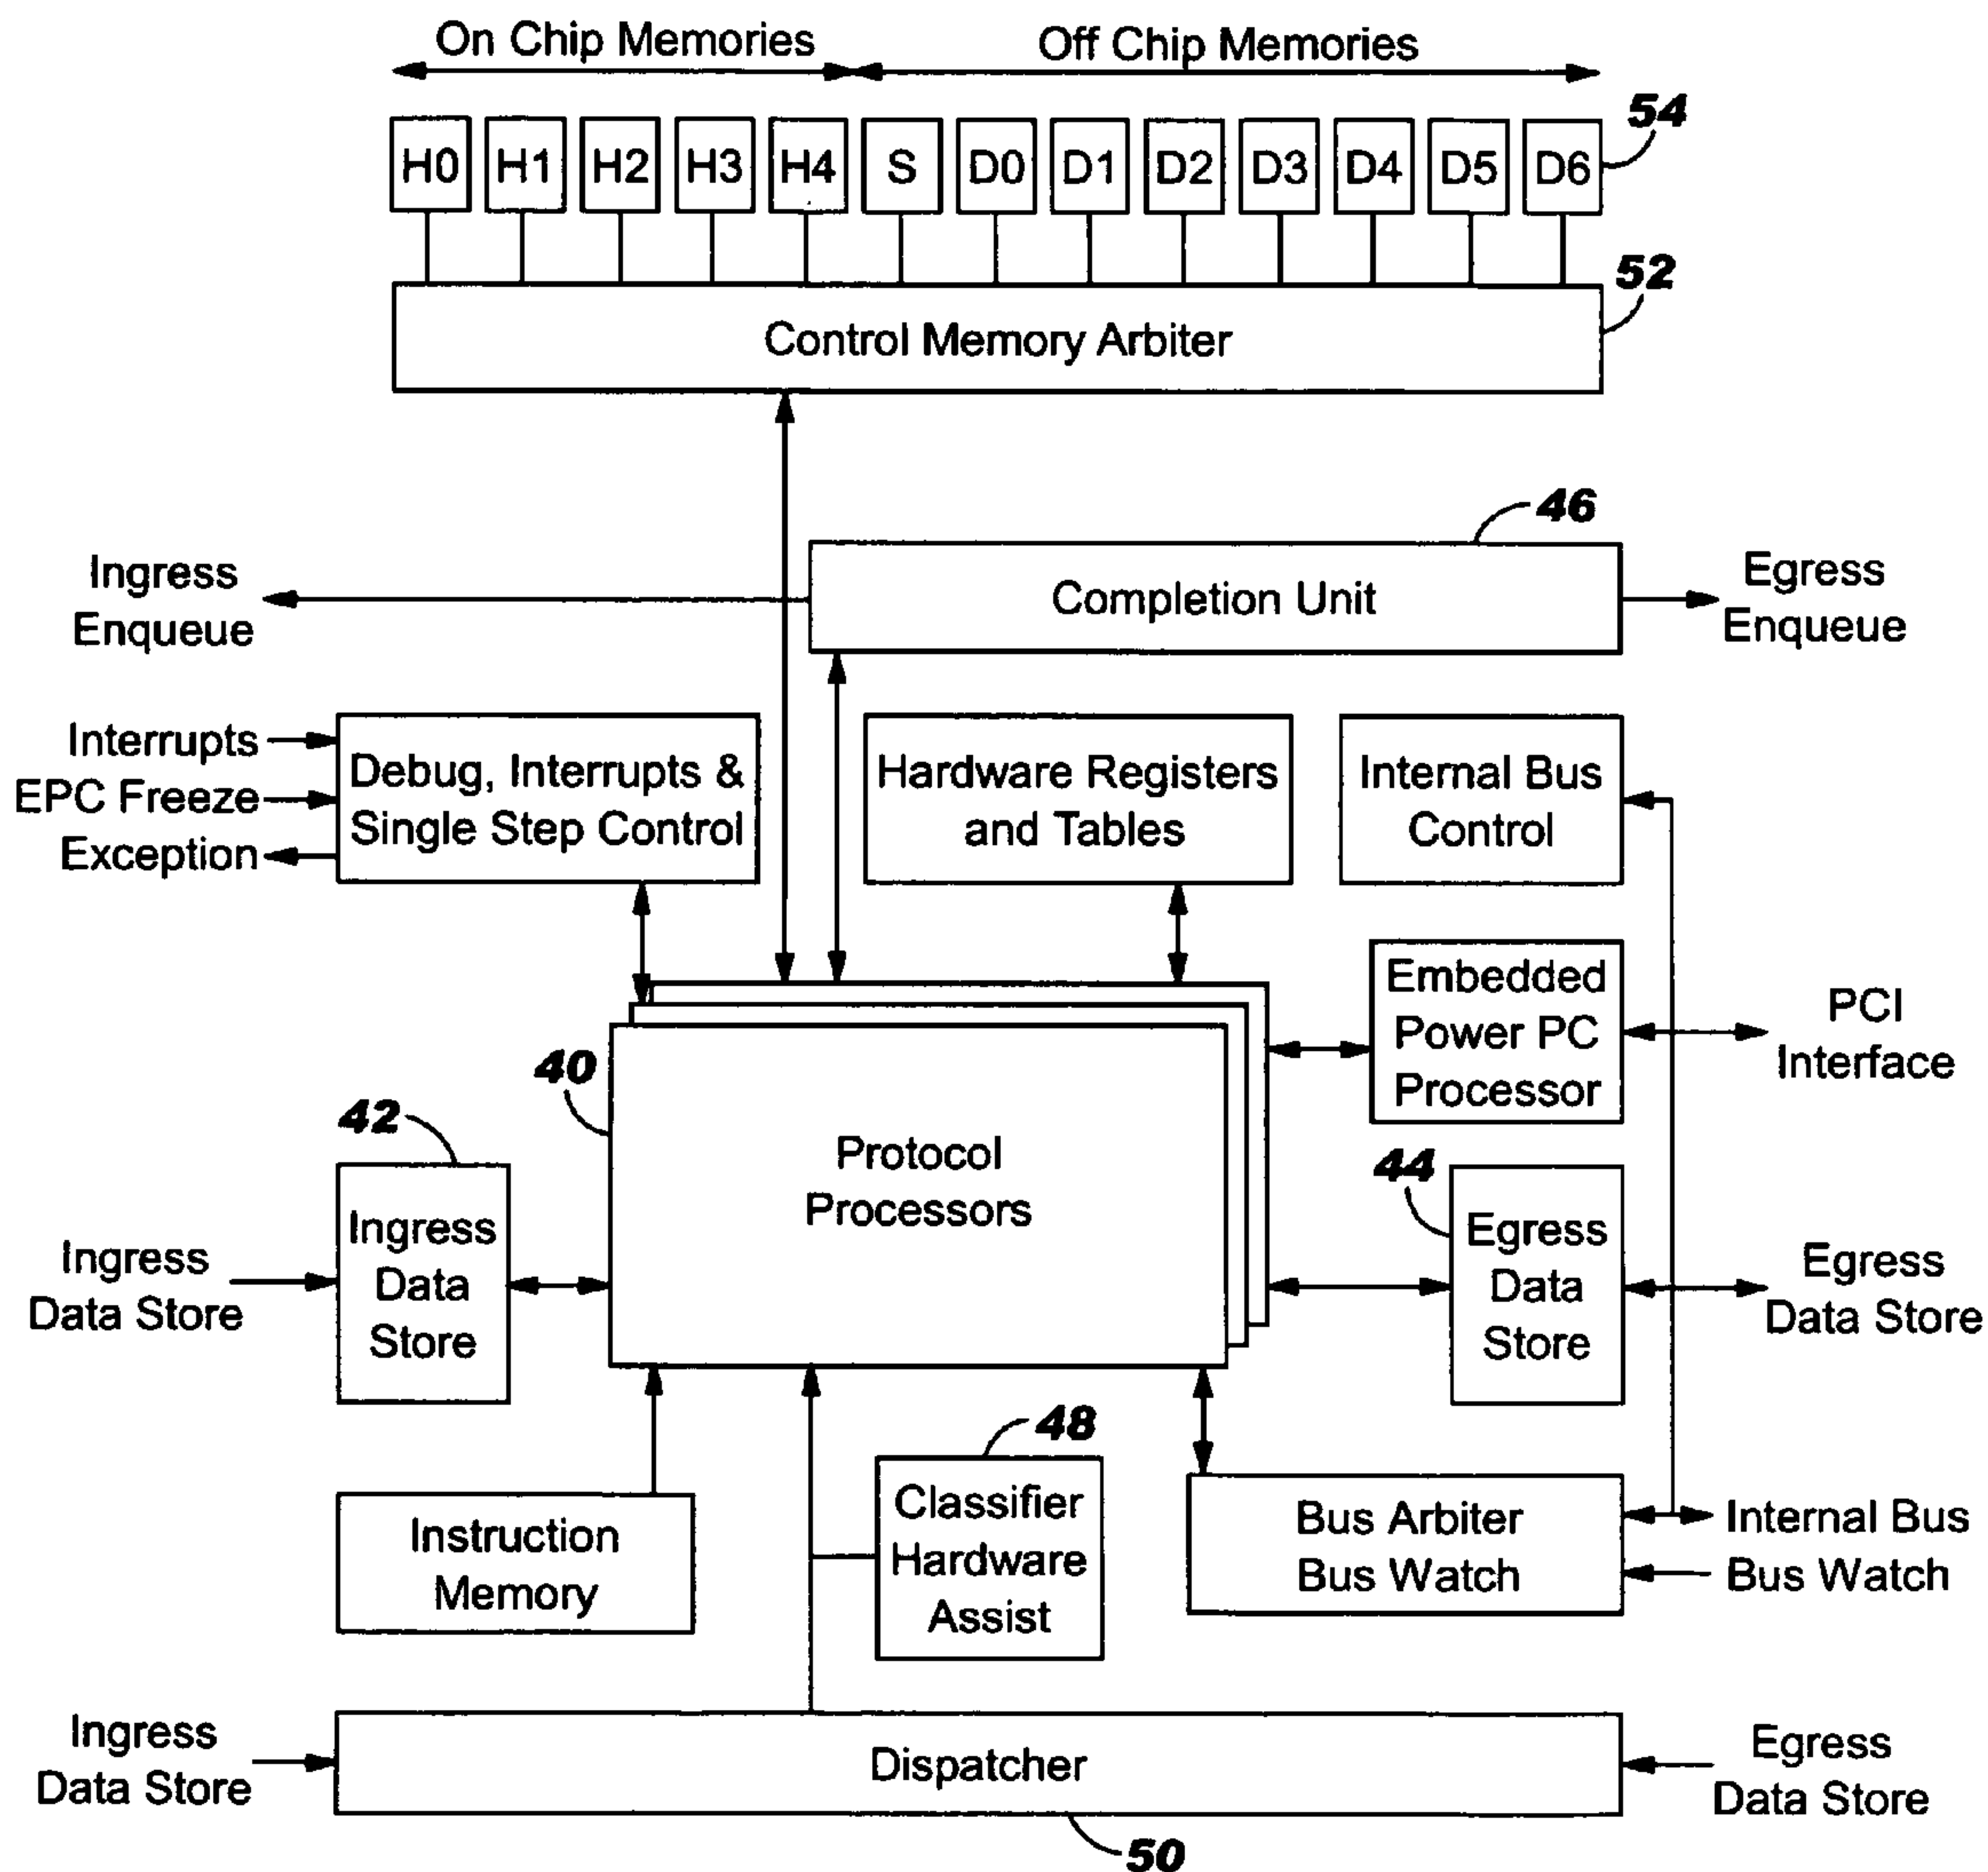 On Chip Memories
Off Chip Memories
54
H0 H1 H2 H3 H4 S D0 D1 D2 D3 D4 D5 D6
52
Control Memory Arbiter
46
Ingress
Enqueue
Completion Unit
Egress
Enqueue
Interrupts
EPC Freeze
Exception
Debug, Interrupts &
Single Step Control
Hardware Registers
and Tables
Internal Bus
Control
Embedded
Power PC
Processor
PCI
Interface
40
42
Protocol
Processors
44
Ingress
Data Store
Ingress
Data
Store
Egress
Data
Store
Egress
Data Store
48
Instruction
Memory
Classifier
Hardware
Assist
Bus Arbiter
Bus Watch
Internal Bus
Bus Watch
Ingress
Data Store
Dispatcher
Egress
Data Store
50